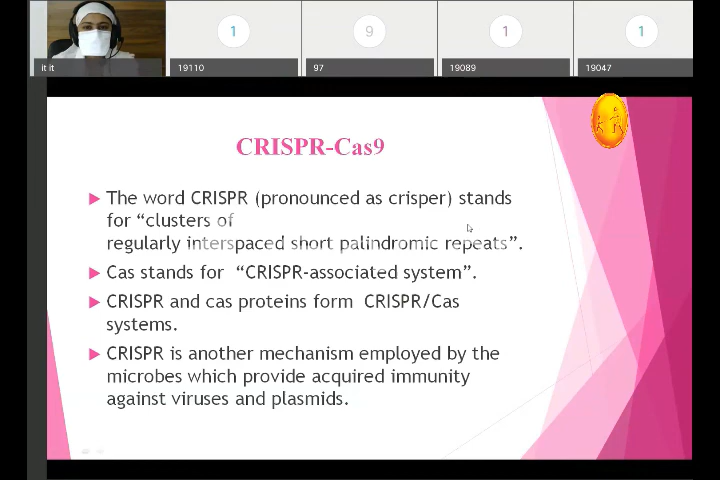 1
9
1
1
it it
19110
97
19089
19047
CRISPR-Cas9
The word CRISPR (pronounced as crisper) stands
for “clusters of
regularly interspaced short palindromic repeats”.
Cas stands for “CRISPR-associated system”.
CRISPR and cas proteins form CRISPR/Cas
systems.
CRISPR is another mechanism employed by the
microbes which provide acquired immunity
against viruses and plasmids.